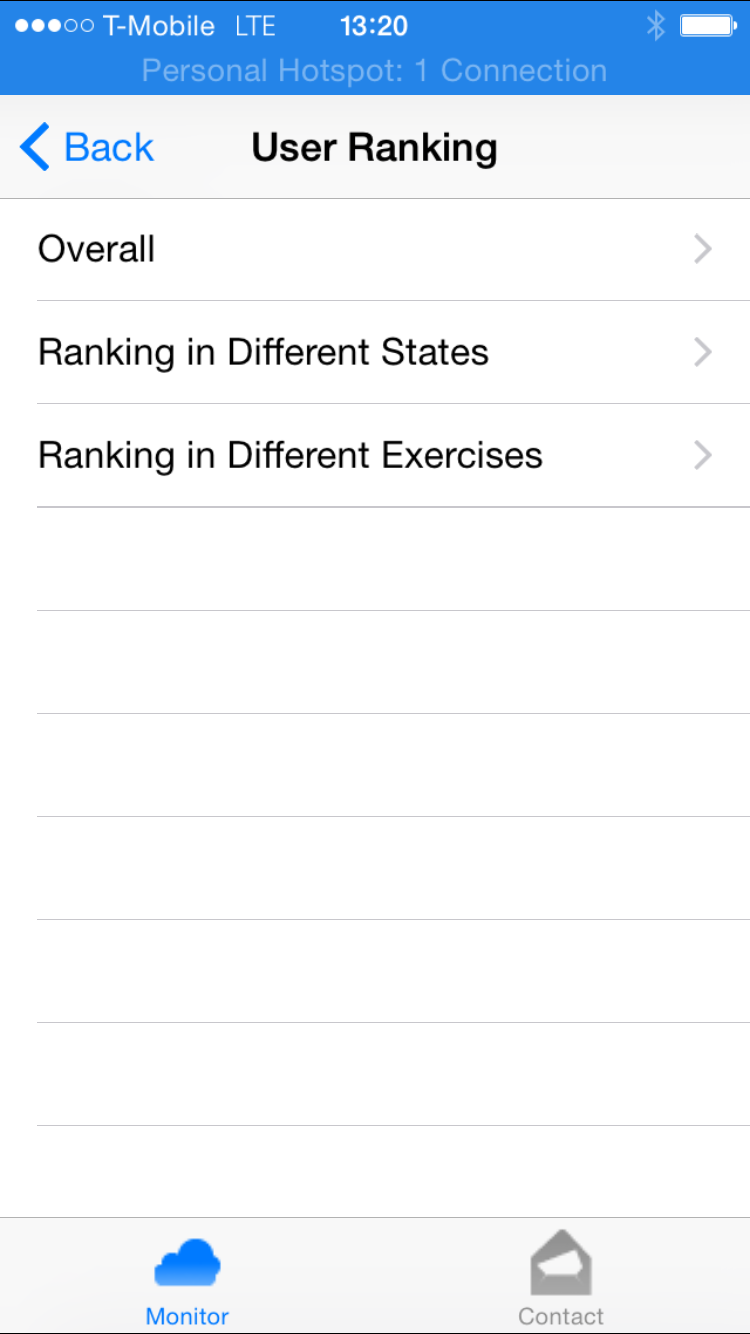 T-Mobile LTE 13:20
Personal Hotspot: 1 Connection
Back User Ranking
Overall
Ranking in Different States
Ranking in Different Exercises
Monitor Contact